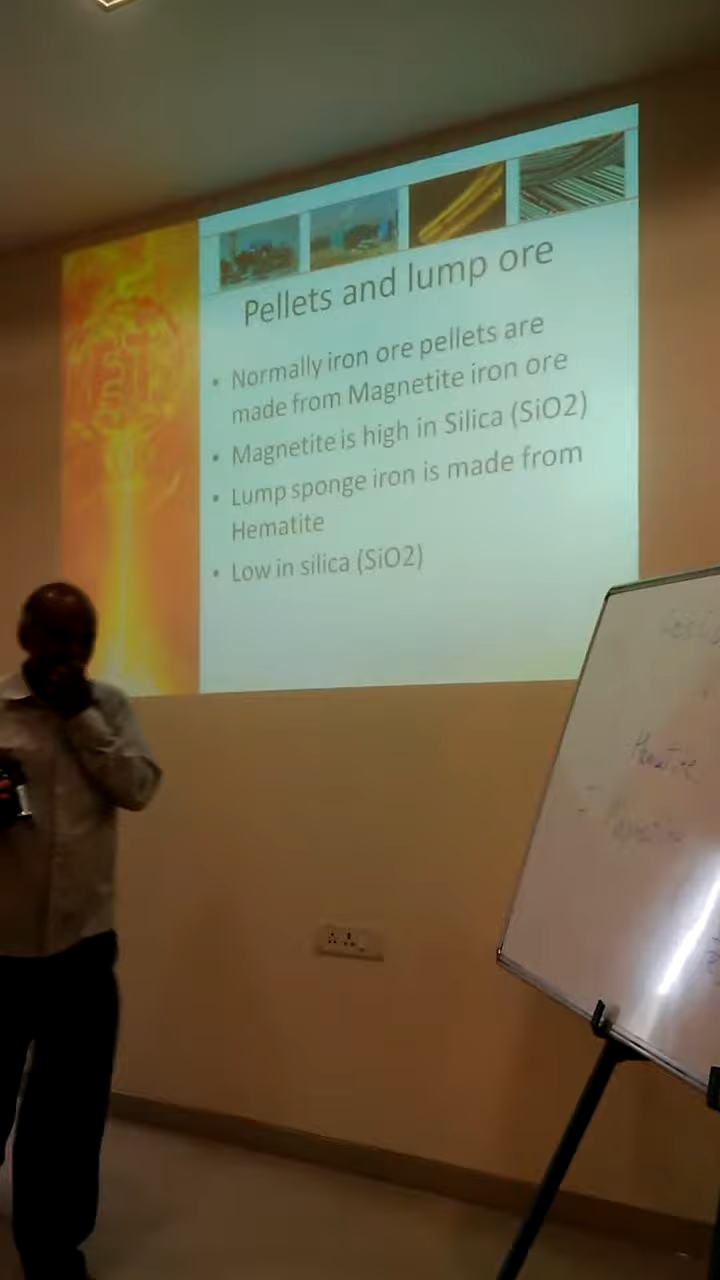 Pellets and lump ore
• Normally iron ore pellets are
made from Magnetite iron ore
• Magnetite is high in Silica (SiO2)
• Lump sponge iron is made from
Hematite
• Low in silica (SiO2)